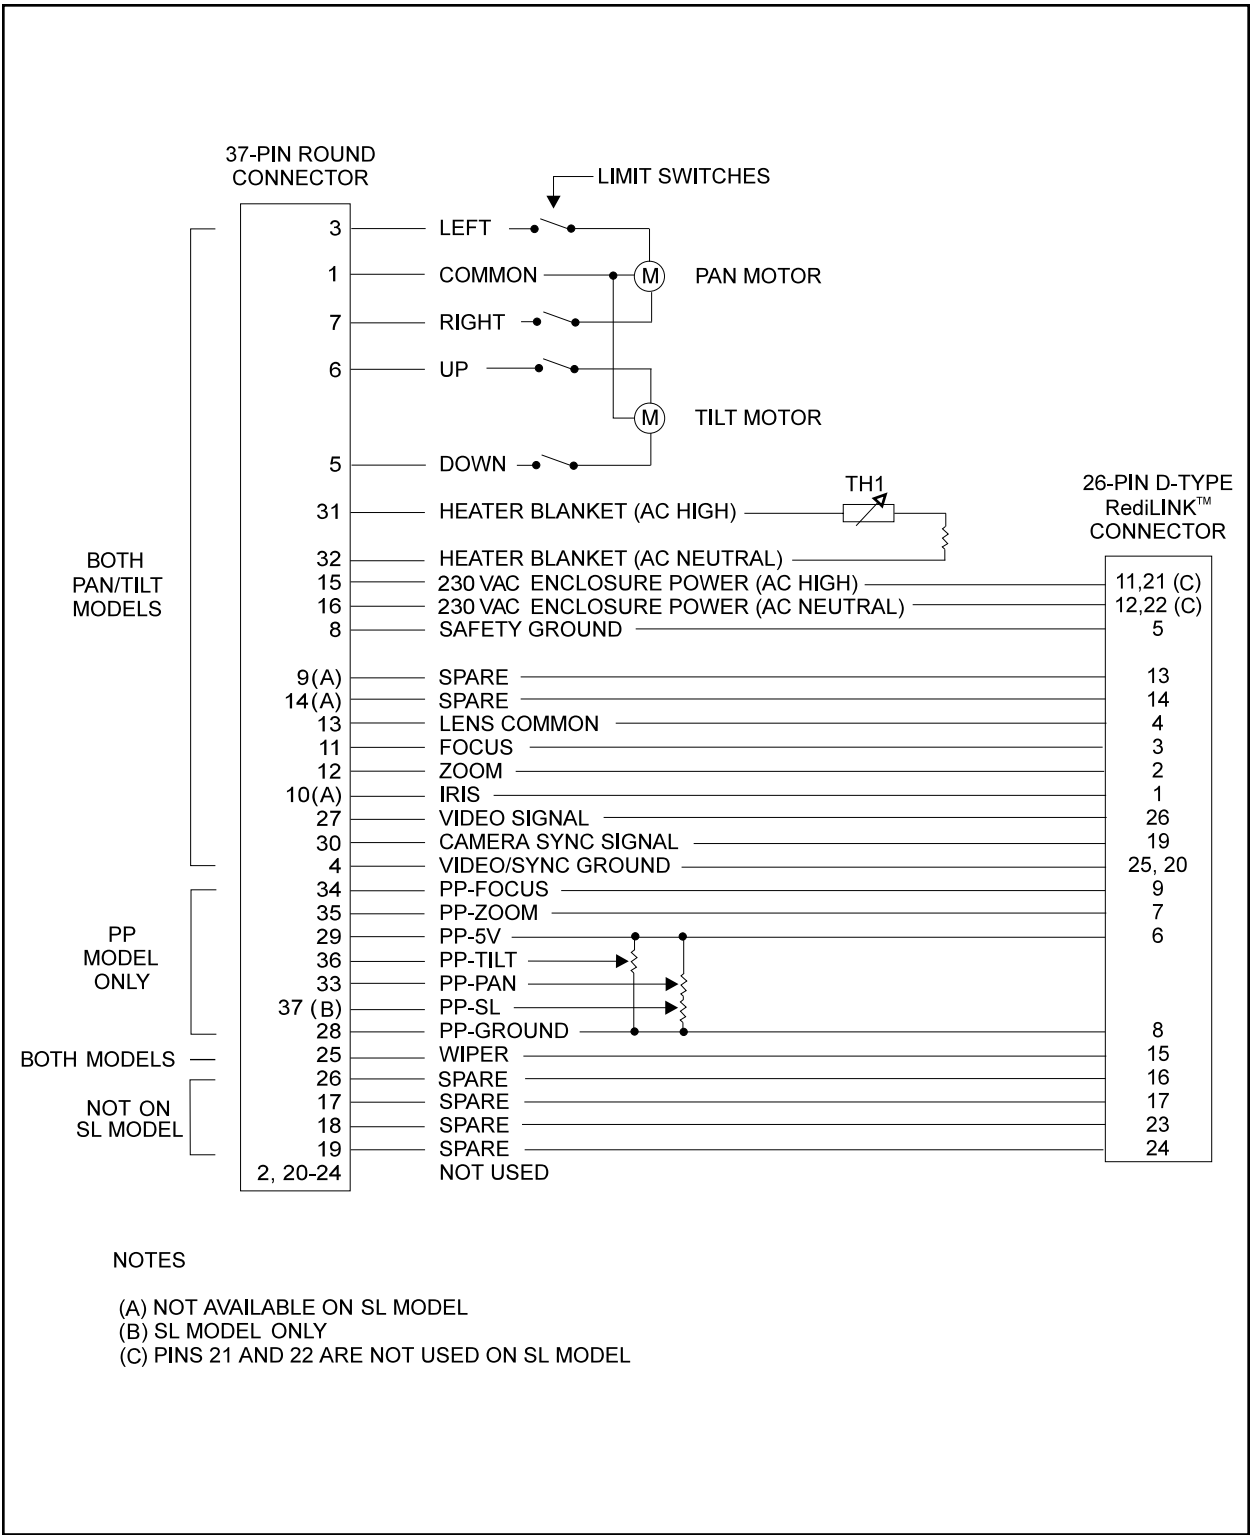 37-PIN ROUND
CONNECTOR
LIMIT SWITCHES
3 LEFT
1 COMMON M PAN MOTOR
7 RIGHT
6 UP
M TILT MOTOR
5 DOWN
TH1
26-PIN D-TYPE
RediLINK™
CONNECTOR
31 HEATER BLANKET (AC HIGH)
32 HEATER BLANKET (AC NEUTRAL)
BOTH
PAN/TILT
MODELS
15 230 VAC ENCLOSURE POWER (AC HIGH) 11,21 (C)
16 230 VAC ENCLOSURE POWER (AC NEUTRAL) 12,22 (C)
8 SAFETY GROUND 5
9(A) SPARE 13
14(A) SPARE 14
13 LENS COMMON 4
11 FOCUS 3
12 ZOOM 2
10(A) IRIS 1
27 VIDEO SIGNAL 26
30 CAMERA SYNC SIGNAL 19
4 VIDEO/SYNC GROUND 25, 20
PP
MODEL
ONLY
34 PP-FOCUS 9
35 PP-ZOOM 7
29 PP-5V 6
36 PP-TILT
33 PP-PAN
37 (B) PP-SL
28 PP-GROUND 8
BOTH MODELS 25 WIPER 15
NOT ON
SL MODEL
26 SPARE 16
17 SPARE 17
18 SPARE 23
19 SPARE 24
2, 20-24 NOT USED
NOTES
(A) NOT AVAILABLE ON SL MODEL
(B) SL MODEL ONLY
(C) PINS 21 AND 22 ARE NOT USED ON SL MODEL